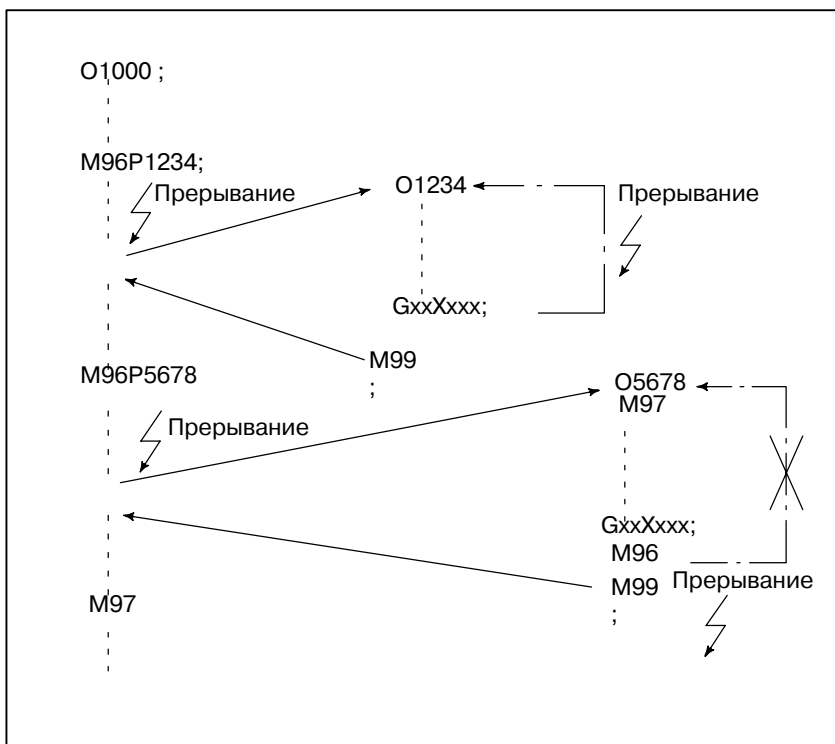 O1000 ;
M96P1234;
Прерывание
O1234
Прерывание
GxxXxxx;
M99
;
M96P5678
Прерывание
O5678
M97
GxxXxxx;
M96
M99
;
Прерывание
M97